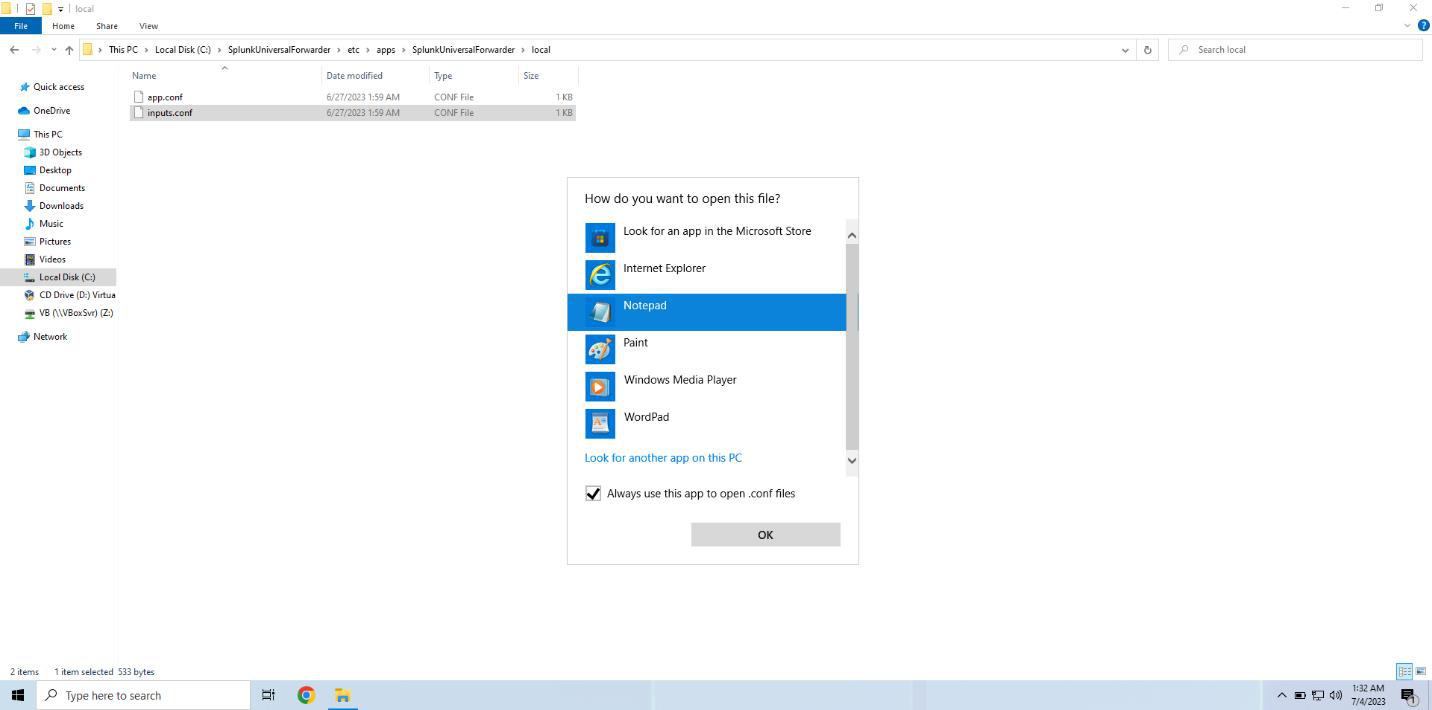 local
File Home Share View
This PC Local Disk (C:) SplunkUniversalForwarder etc apps SplunkUniversalForwarder local
Search local
Name Date modified Type Size
app.conf 6/27/2023 1:59 AM CONF File 1 KB
inputs.conf 6/27/2023 1:59 AM CONF File 1 KB
Quick access
OneDrive
This PC
3D Objects
Desktop
Documents
Downloads
Music
Pictures
Videos
Local Disk (C:)
CD Drive (D:) Virtua
VB (\\VBoxSvr) (Z:)
Network
How do you want to open this file?
Look for an app in the Microsoft Store
Internet Explorer
Notepad
Paint
Windows Media Player
WordPad
Look for another app on this PC
Always use this app to open .conf files
OK
2 items 1 item selected 533 bytes
Type here to search
1:32 AM
7/4/2023
1